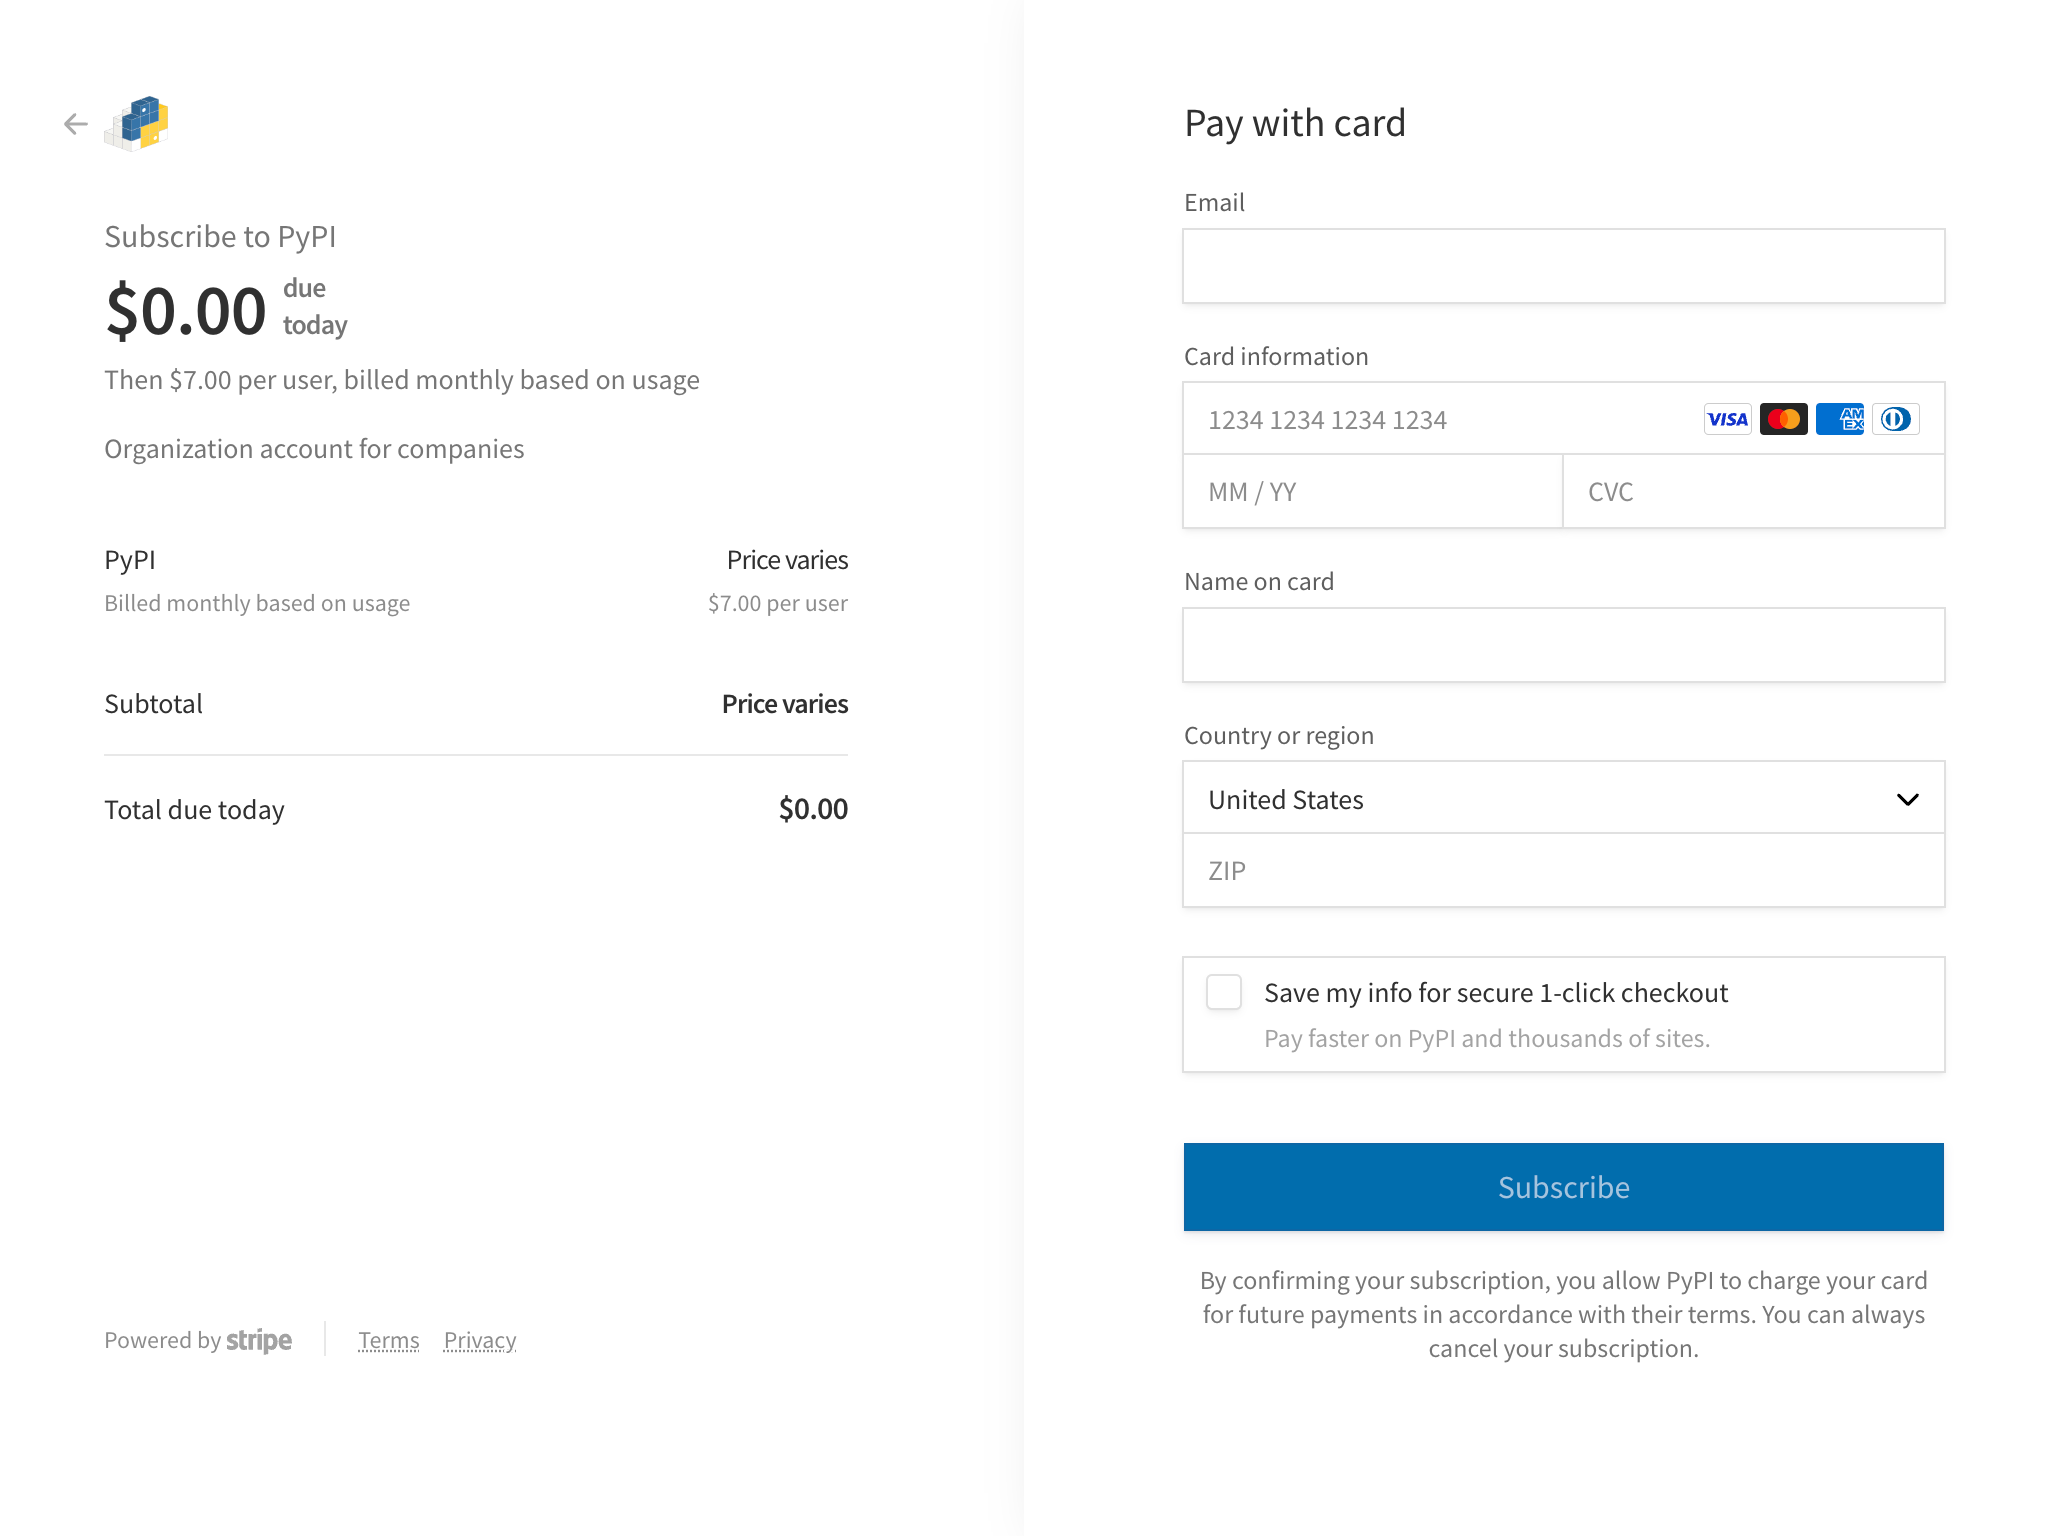 Subscribe to PyPI
$0.00 due today
Then $7.00 per user, billed monthly based on usage
Organization account for companies
PyPI Price varies
Billed monthly based on usage $7.00 per user
Subtotal Price varies
Total due today $0.00
Powered by stripe Terms Privacy
Pay with card
Email
Card information
1234 1234 1234 1234 VISA AM EX
MM / YY CVC
Name on card
Country or region
United States
ZIP
Save my info for secure 1-click checkout
Pay faster on PyPI and thousands of sites.
Subscribe
By confirming your subscription, you allow PyPI to charge your card
for future payments in accordance with their terms. You can always
cancel your subscription.